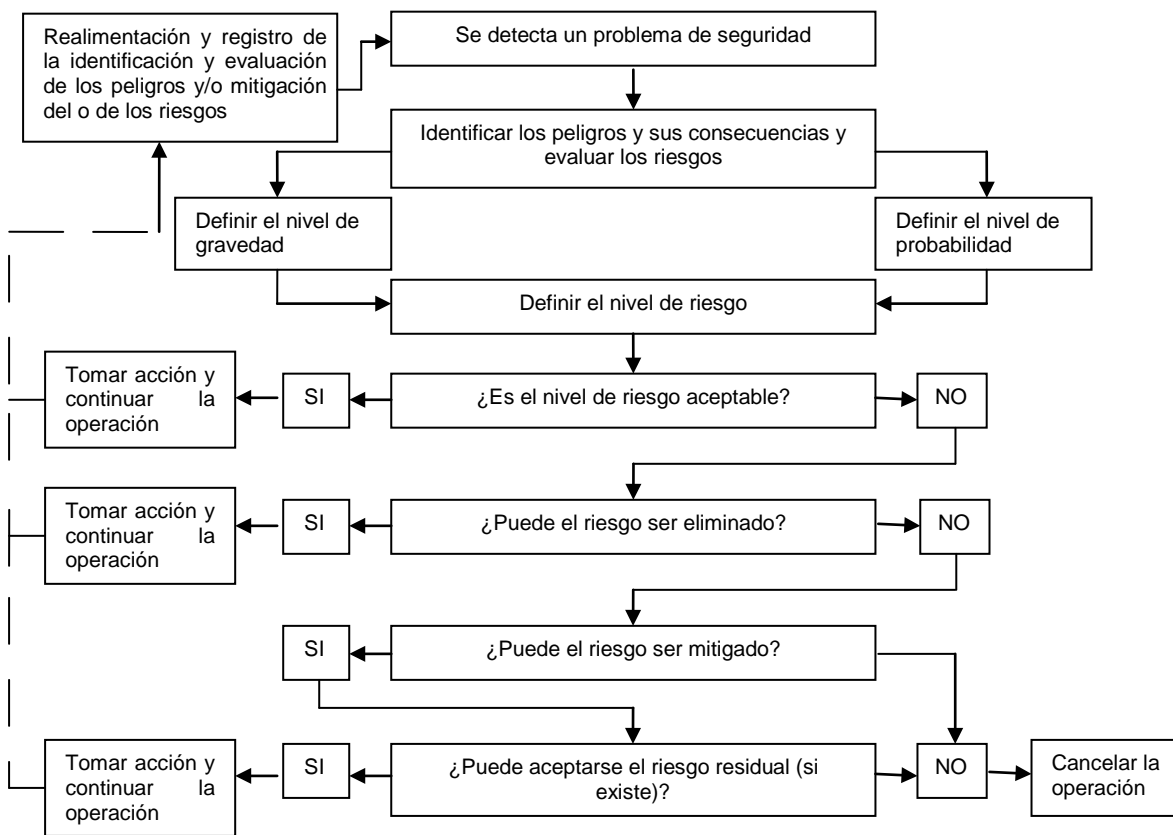 Realimentación y registro de
la identificación y evaluación
de los peligros y/o mitigación
del o de los riesgos
Se detecta un problema de seguridad
Identificar los peligros y sus consecuencias y
evaluar los riesgos
Definir el nivel de
gravedad
Definir el nivel de
probabilidad
Definir el nivel de riesgo
Tomar acción y
continuar la
operación
SI
¿Es el nivel de riesgo aceptable?
NO
Tomar acción y
continuar la
operación
SI
¿Puede el riesgo ser eliminado?
NO
SI
¿Puede el riesgo ser mitigado?
Tomar acción y
continuar la
operación
SI
¿Puede aceptarse el riesgo residual (si
existe)?
NO
Cancelar la
operación